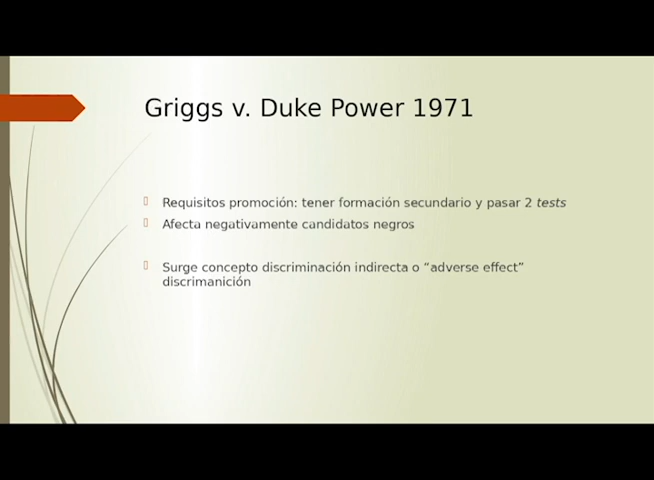 Griggs v. Duke Power 1971
Requisitos promoción: tener formación secundario y pasar 2 tests
Afecta negativamente candidatos negros
Surge concepto discriminación indirecta o “adverse effect”
discrimanición